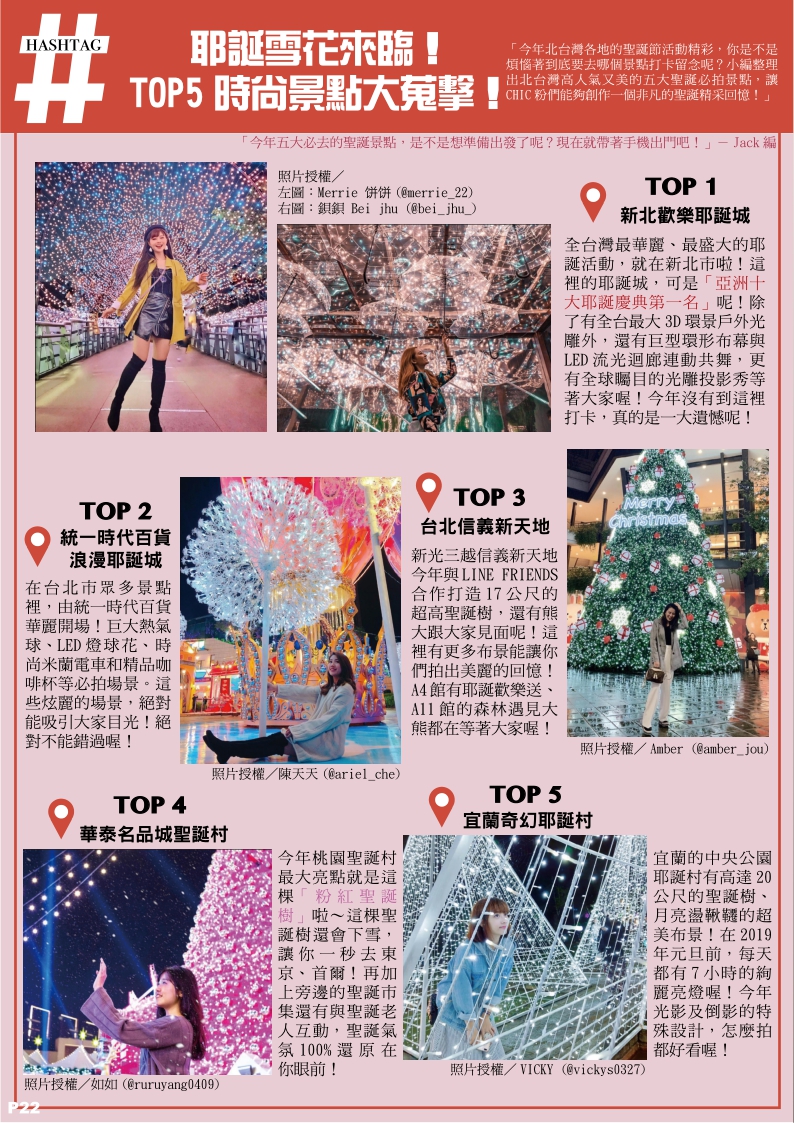 HASHTAG
#
耶誕雪花來臨！
TOP5 時尚景點大蒐擊！
「今年北台灣各地的聖誕節活動精彩，你是不是
煩惱著到底要去哪個景點打卡留念呢？小編整理
出北台灣高人氣又美的五大聖誕必拍景點，讓
CHIC 粉們能夠創作一個非凡的聖誕精采回憶！」
「今年五大必去的聖誕景點，是不是想準備出發了呢？現在就帶著手機出門吧！」— Jack 編
照片授權／
左圖：Merrie 饼饼 (@merrie_22)
右圖：鋇鋇 Bei jhu (@bei_jhu_)
TOP 1
新北歡樂耶誕城
全台灣最華麗、最盛大的耶
誕活動，就在新北市啦！這
裡的耶誕城，可是「亞洲十
大耶誕慶典第一名」呢！除
了有全台最大 3D 環景戶外光
雕外，還有巨型環形布幕與
LED 流光迴廊連動共舞，更
有全球矚目的光雕投影秀等
著大家喔！今年沒有到這裡
打卡，真的是一大遺憾呢！
TOP 2
統一時代百貨
浪漫耶誕城
在台北市眾多景點
裡，由統一時代百貨
華麗開場！巨大熱氣
球、LED 燈球花、時
尚米蘭電車和精品咖
啡杯等必拍場景。這
些炫麗的場景，絕對
能吸引大家目光！絕
對不能錯過喔！
照片授權／陳天天 (@ariel_che)
TOP 3
台北信義新天地
新光三越信義新天地
今年與 LINE FRIENDS
合作打造 17 公尺的
超高聖誕樹，還有熊
大跟大家見面呢！這
裡有更多布景能讓你
們拍出美麗的回憶！
A4 館有耶誕歡樂送、
A11 館的森林遇見大
熊都在等著大家喔！
Merry
Christmas
照片授權／ Amber (@amber_jou)
TOP 4
華泰名品城聖誕村
今年桃園聖誕村
最大亮點就是這
棵「粉紅聖誕
樹」啦～這棵聖
誕樹還會下雪，
讓你一秒去東
京、首爾！再加
上旁邊的聖誕市
集還有與聖誕老
人互動，聖誕氣
氛 100% 還原在
你眼前！
照片授權／如如 (@ruruyang0409)
TOP 5
宜蘭奇幻耶誕村
宜蘭的中央公園
耶誕村有高達 20
公尺的聖誕樹、
月亮盪鞦韆的超
美布景！在 2019
年元旦前，每天
都有 7 小時的絢
麗亮燈喔！今年
光影及倒影的特
殊設計，怎麼拍
都好看喔！
照片授權／ VICKY (@vickys0327)
P22